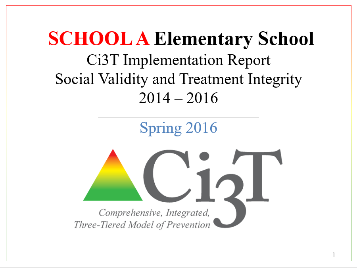 SCHOOL A Elementary School
Ci3T Implementation Report
Social Validity and Treatment Integrity
2014 – 2016
Spring 2016
Ci3T
Comprehensive, Integrated,
Three-Tiered Model of Prevention
1